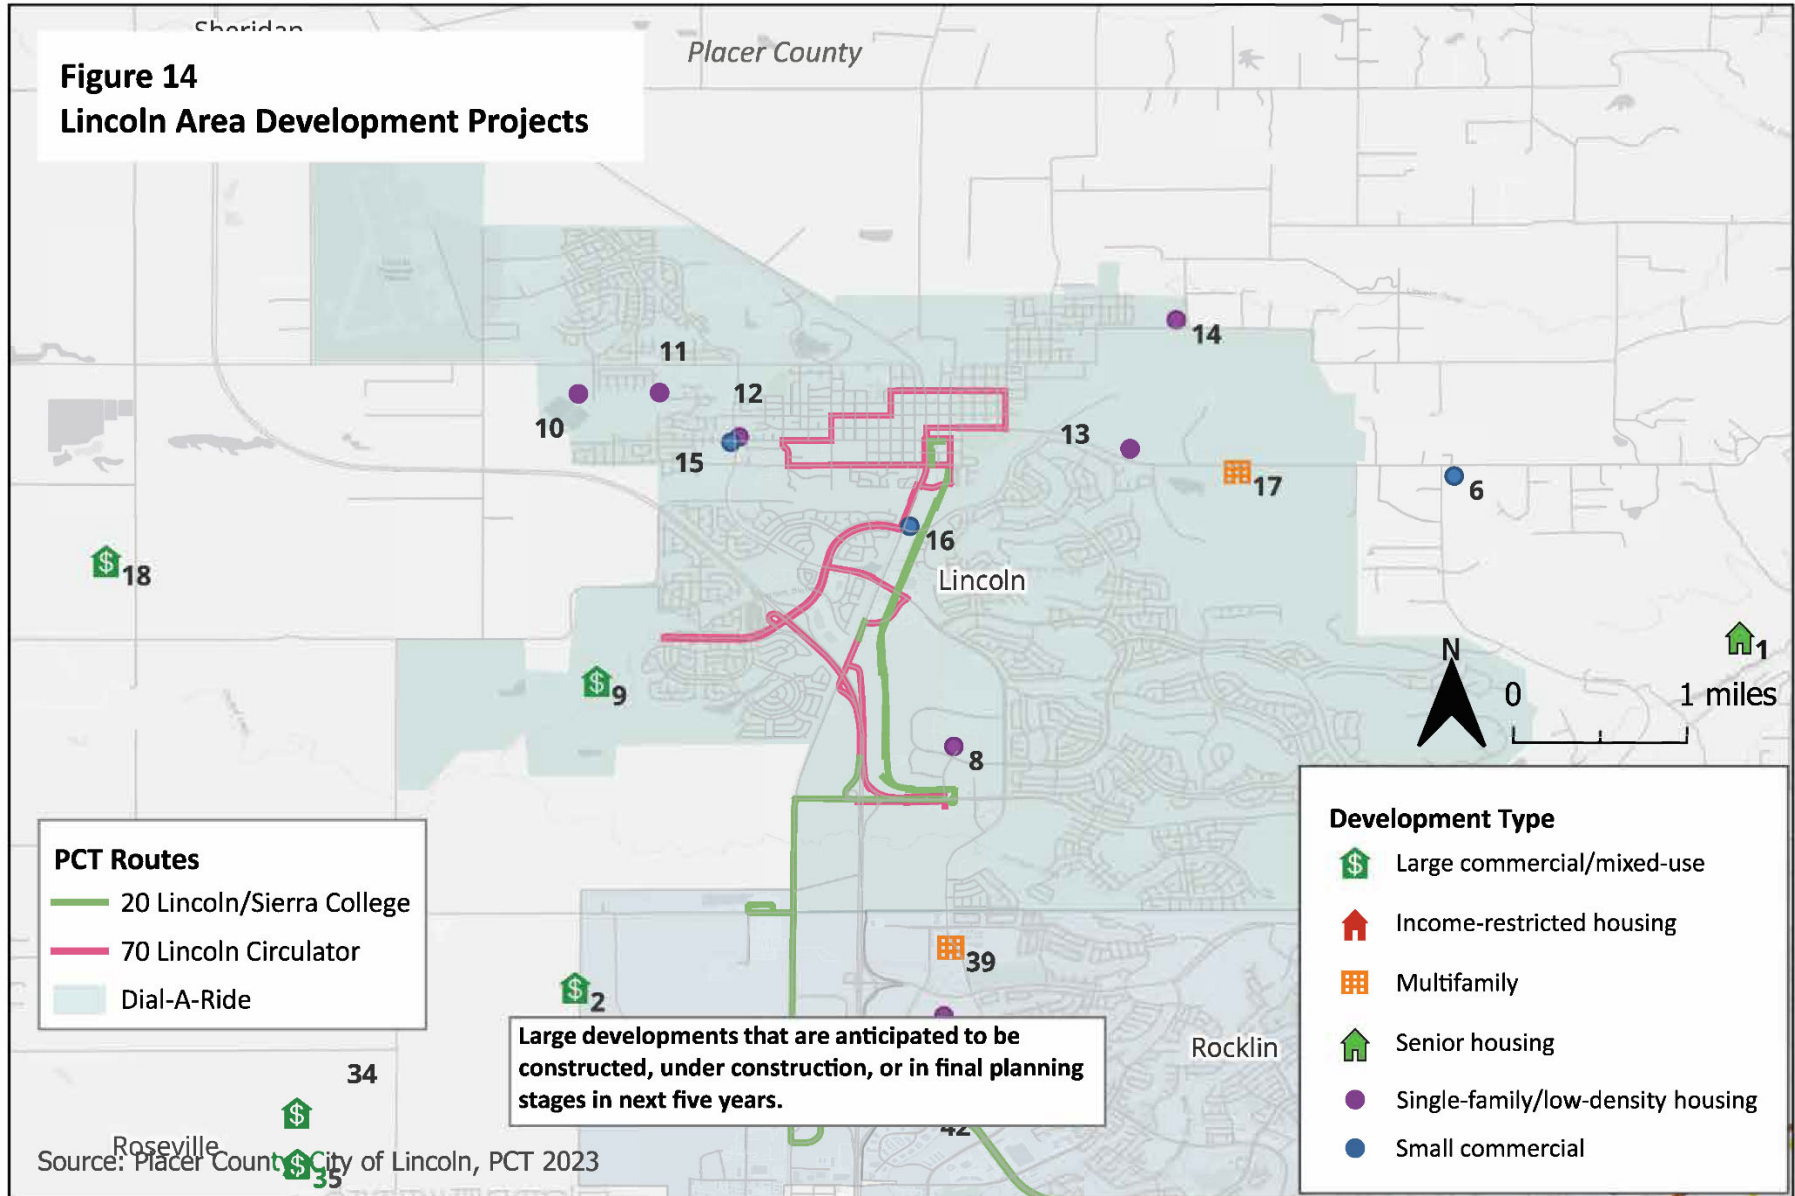 Sheridan
Placer County
Figure 14
Lincoln Area Development Projects
14
11
12
10
13
15
17
6
16
18
Lincoln
1
N
9
0
1 miles
8
PCT Routes
20 Lincoln/Sierra College
70 Lincoln Circulator
Dial-A-Ride
Development Type
Large commercial/mixed-use
Income-restricted housing
Multifamily
Senior housing
Single-family/low-density housing
Small commercial
39
2
Large developments that are anticipated to be
constructed, under construction, or in final planning
stages in next five years.
Rocklin
34
42
Roseville
Source: Placer County, City of Lincoln, PCT 2023
35